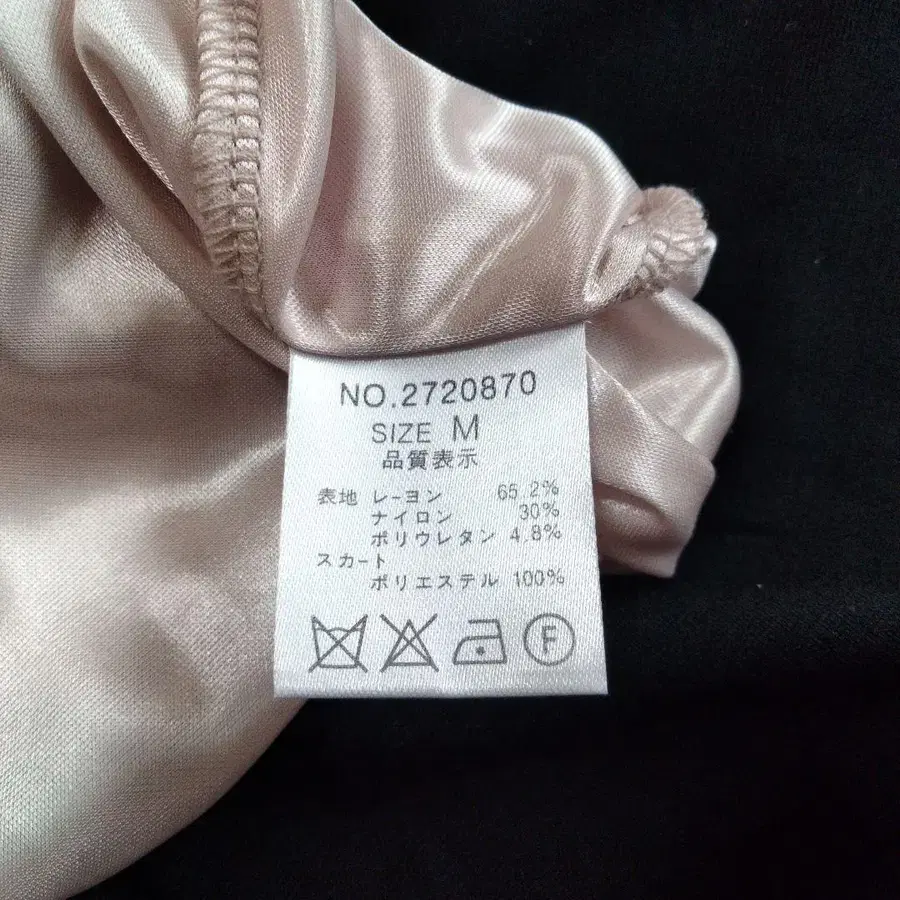 NO.2720870
SIZE M
品質表示
表地 レーヨン 65.2%
ナイロン 30%
ポリウレタン 4.8%
スカート
ポリエステル 100%
F